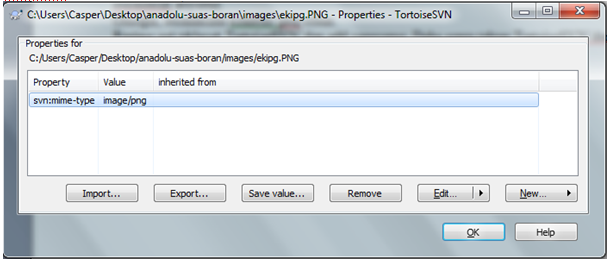 C:\Users\Casper\Desktop\anadolu-suas-boran\images\ekipg.PNG - Properties - TortoiseSVN
Properties for
C:/Users/Casper/Desktop/anadolu-suas-boran/images/ekipg.PNG
Property Value inherited from
svn:mime-type image/png
Import... Export... Save value... Remove Edit... New...
OK Help